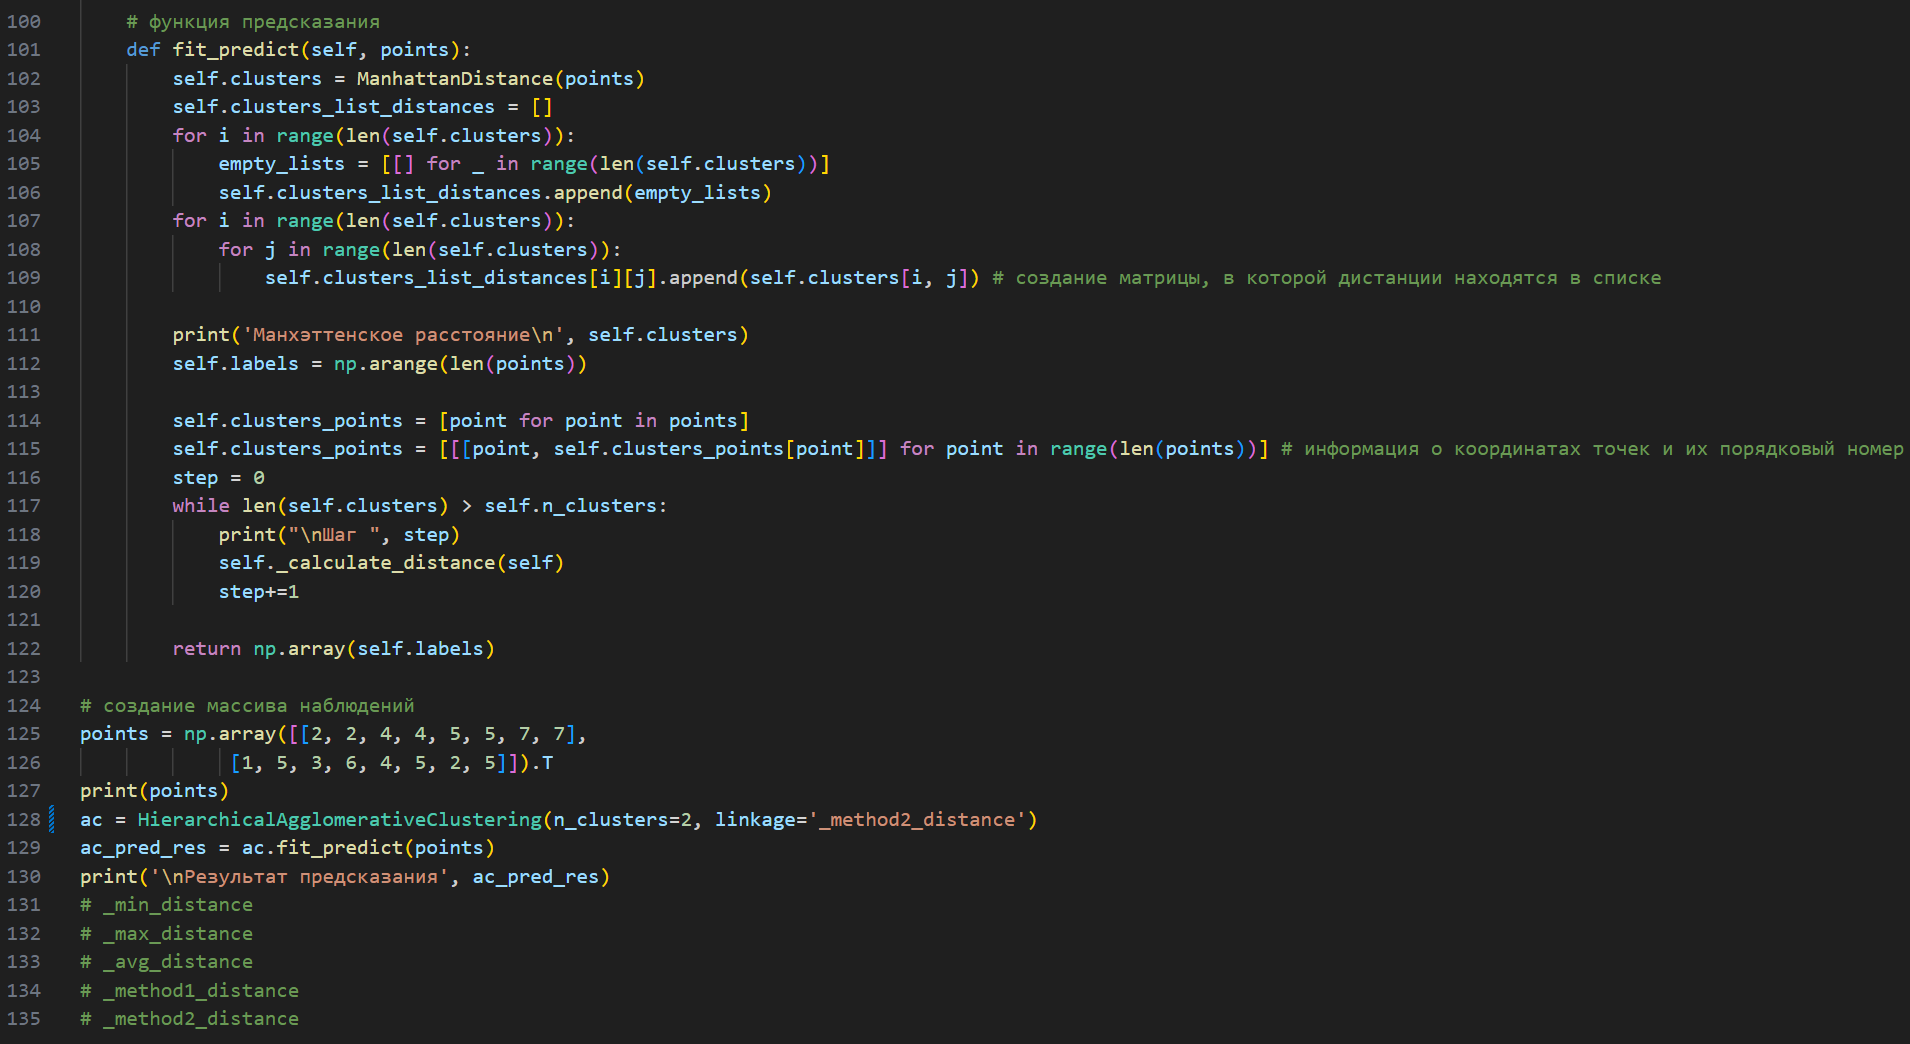 100 # функция предсказания
101 def fit_predict(self, points):
102 self.clusters = ManhattanDistance(points)
103 self.clusters_list_distances = []
104 for i in range(len(self.clusters)):
105 empty_lists = [[] for _ in range(len(self.clusters))]
106 self.clusters_list_distances.append(empty_lists)
107 for i in range(len(self.clusters)):
108 for j in range(len(self.clusters)):
109 self.clusters_list_distances[i][j].append(self.clusters[i, j]) # создание матрицы, в которой дистанции находятся в списке
110
111 print('Манхэттенское расстояние\n', self.clusters)
112 self.labels = np.arange(len(points))
113
114 self.clusters_points = [point for point in points]
115 self.clusters_points = [[[point, self.clusters_points[point]]] for point in range(len(points))] # информация о координатах точек и их порядковый номер
116 step = 0
117 while len(self.clusters) > self.n_clusters:
118 print("\nШаг ", step)
119 self._calculate_distance(self)
120 step+=1
121
122 return np.array(self.labels)
123
124 # создание массива наблюдений
125 points = np.array([[2, 2, 4, 4, 5, 5, 7, 7],
126 [1, 5, 3, 6, 4, 5, 2, 5]]).T
127 print(points)
128 ac = HierarchicalAgglomerativeClustering(n_clusters=2, linkage='_method2_distance')
129 ac_pred_res = ac.fit_predict(points)
130 print('\nРезультат предсказания', ac_pred_res)
131 # _min_distance
132 # _max_distance
133 # _avg_distance
134 # _method1_distance
135 # _method2_distance